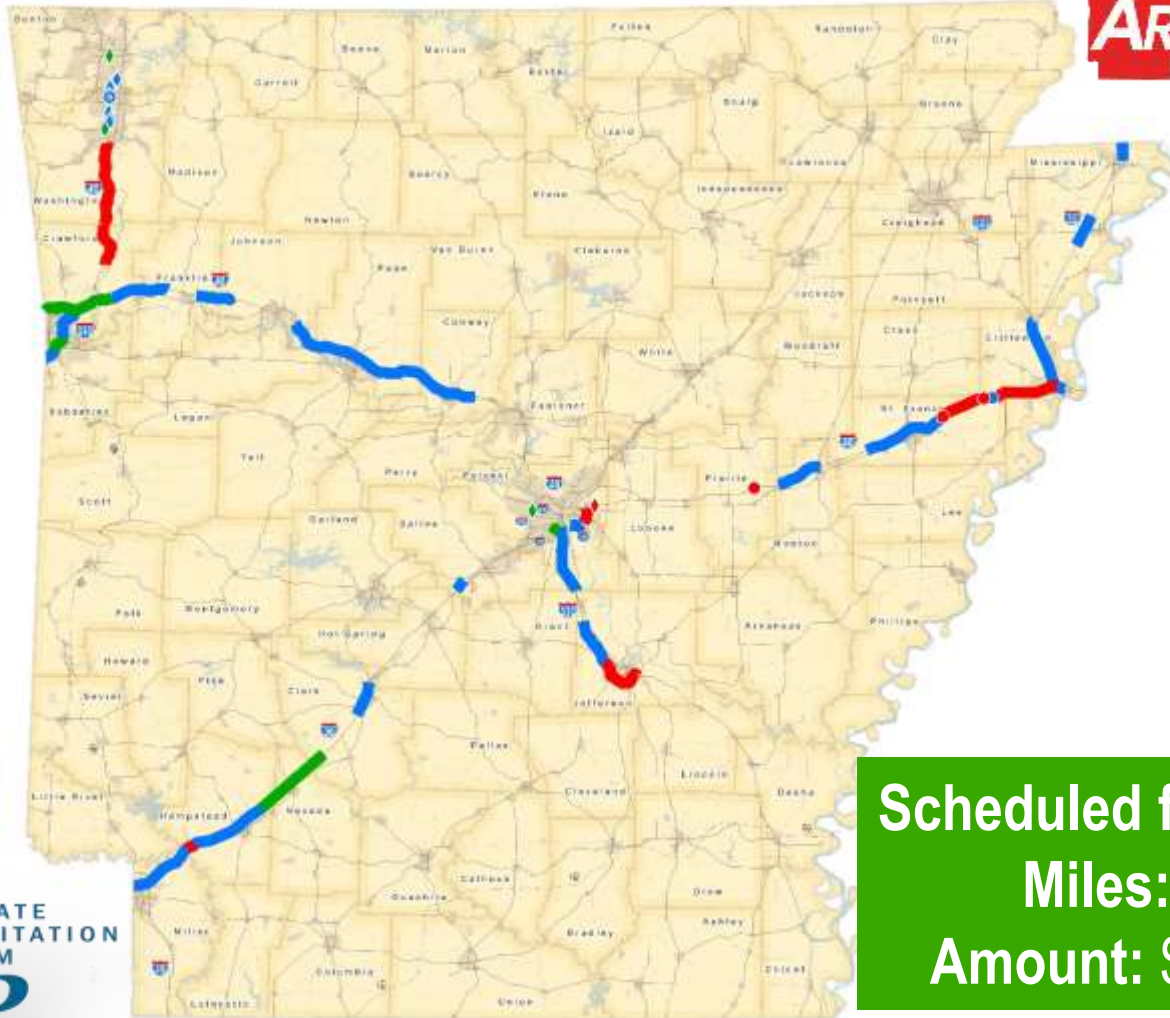 AR
Benton
Boone
Marion
Fulton
Randolph
Clay
Carroll
Baxter
Sharp
Greene
Izard
Lawrence
Mississippi
Madison
Searcy
Stone
Independence
Washington
Newton
Craighead
Crawford
Johnson
Van Buren
Cleburne
Franklin
Pope
Jackson
Poinsett
Conway
Cross
Crittenden
White
Woodruff
Sebastian
Logan
Faulkner
St. Francis
Yell
Perry
Pulaski
Prairie
Scott
Garland
Saline
Lonoke
Lee
Monroe
Polk
Montgomery
Hot Spring
Grant
Arkansas
Phillips
Howard
Pike
Clark
Sevier
Jefferson
Dallas
Lincoln
Little River
Hempstead
Nevada
Cleveland
Desha
Calhoun
Ouachita
Drew
Miller
Bradley
Ashley
Columbia
Chicot
Lafayette
Union
ATE
ITATION
M
Scheduled f
Miles:
Amount: $